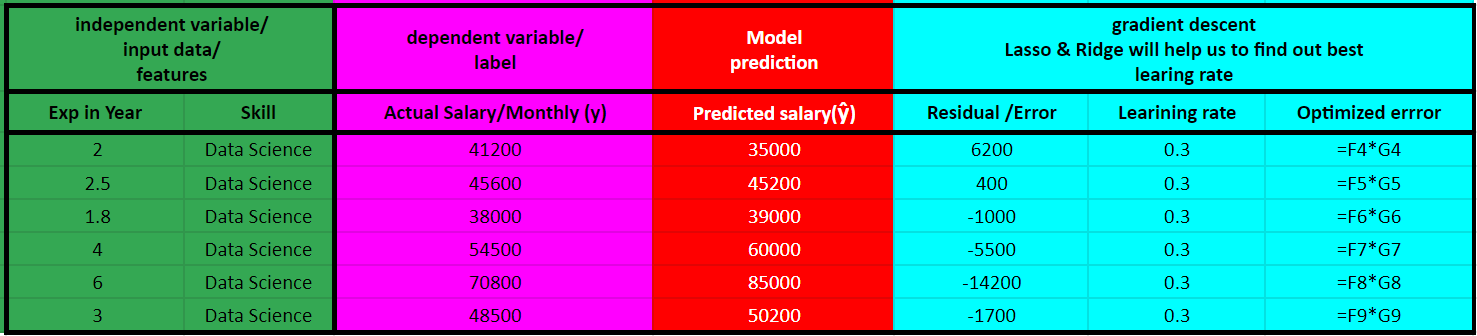 independent variable/
input data/
features
dependent variable/
label
Model
prediction
gradient descent
Lasso & Ridge will help us to find out best
learing rate
Exp in Year Skill Actual Salary/Monthly (y) Predicted salary(ŷ) Residual /Error Learining rate Optimized errror
2 Data Science 41200 35000 6200 0.3 =F4*G4
2.5 Data Science 45600 45200 400 0.3 =F5*G5
1.8 Data Science 38000 39000 -1000 0.3 =F6*G6
4 Data Science 54500 60000 -5500 0.3 =F7*G7
6 Data Science 70800 85000 -14200 0.3 =F8*G8
3 Data Science 48500 50200 -1700 0.3 =F9*G9